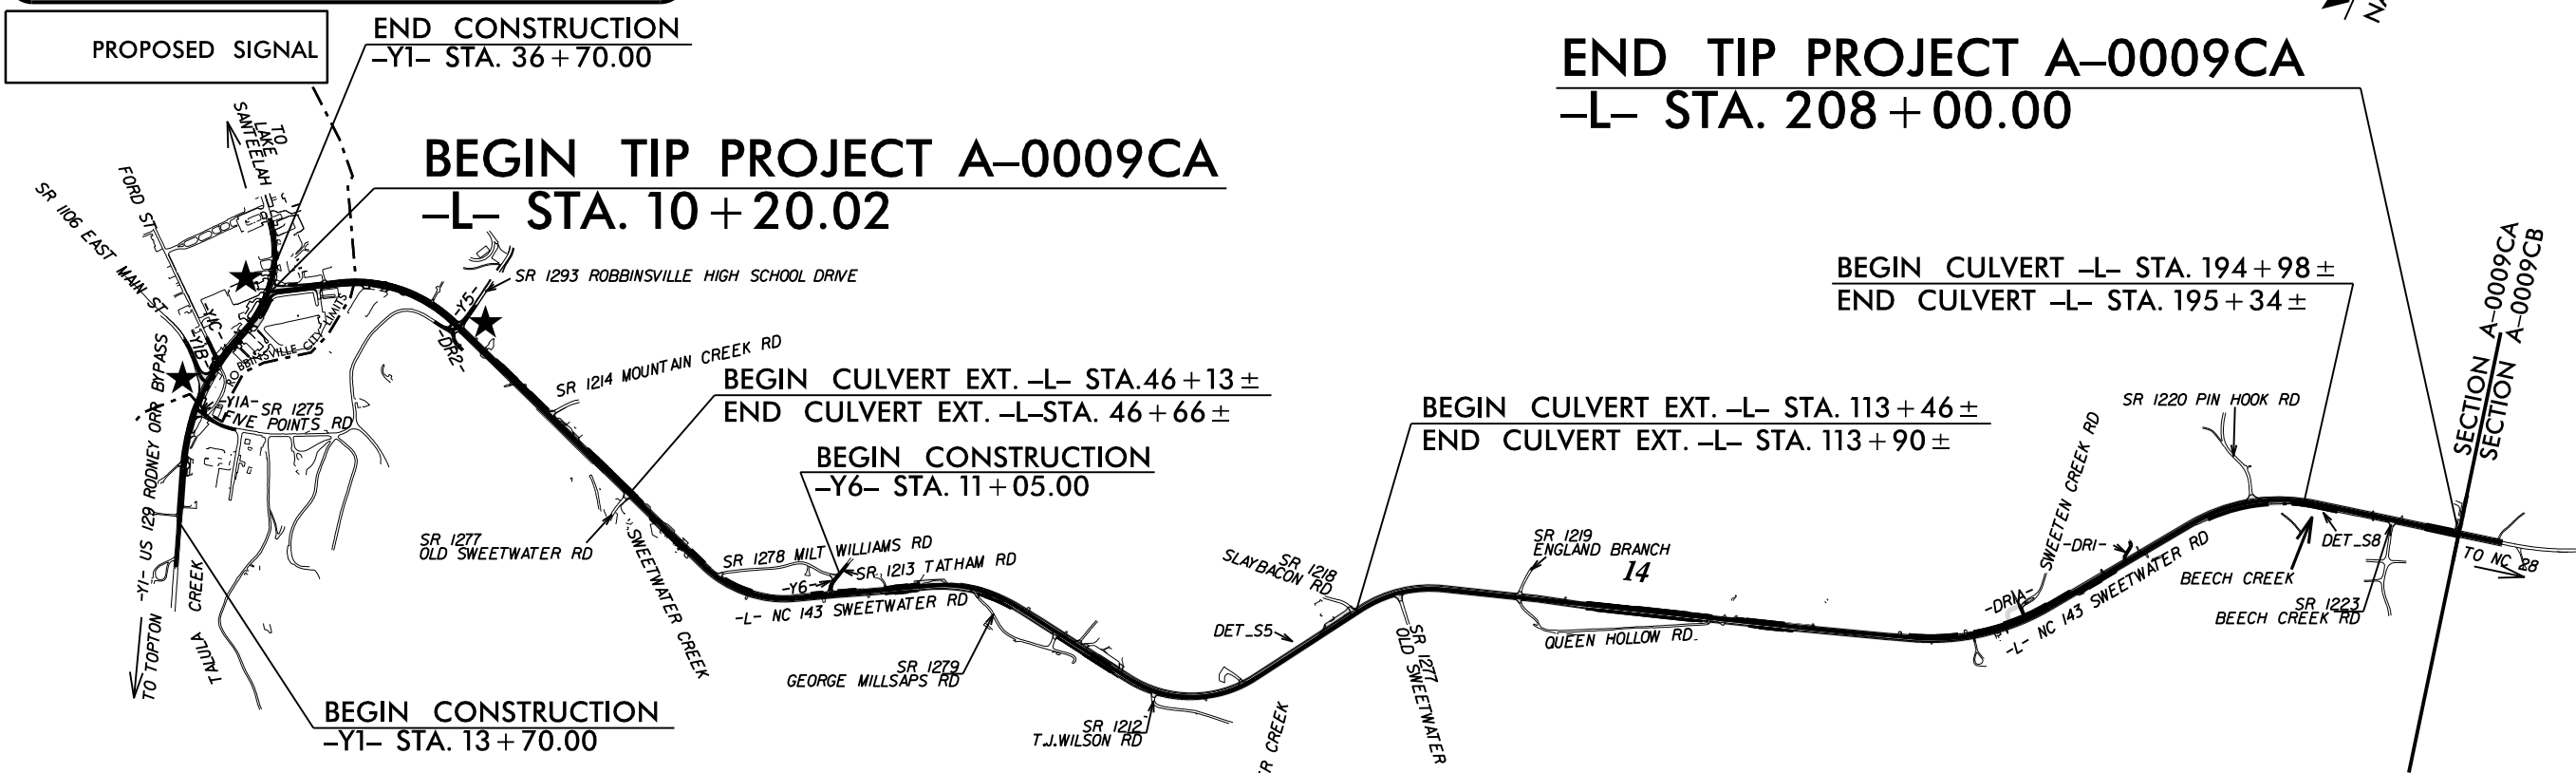 PROPOSED SIGNAL
END CONSTRUCTION
-Y1- STA. 36+70.00
END TIP PROJECT A-0009CA
-L- STA. 208+00.00
BEGIN TIP PROJECT A-0009CA
-L- STA. 10+20.02
TO
LAKE
SANTEELAH
FORD ST
SR 1106 EAST MAIN ST
SR 1293 ROBBINSVILLE HIGH SCHOOL DRIVE
-Y5-
-DR2-
-Y1C-
-Y1B-
ROBBINSVILLE CITY LIMITS
-Y1A- SR 1275
FIVE POINTS RD
SR 1214 MOUNTAIN CREEK RD
BEGIN CULVERT EXT. -L- STA.46+13±
END CULVERT EXT. -L-STA. 46+66±
BEGIN CONSTRUCTION
-Y6- STA. 11+05.00
BEGIN CULVERT EXT. -L- STA. 113+46±
END CULVERT EXT. -L- STA. 113+90±
BEGIN CULVERT -L- STA. 194+98±
END CULVERT -L- STA. 195+34±
SECTION A-0009CA
SECTION A-0009CB
SR 1220 PIN HOOK RD
SWEETEN CREEK RD
TO TOPTON -Y1- US 129 RODNEY ORR BYPASS
TALULA CREEK
SR 1277
OLD SWEETWATER RD
SWEETWATER CREEK
SR 1278 MILT WILLIAMS RD
-Y6-
SR 1213 TATHAM RD
-L- NC 143 SWEETWATER RD
SR 1279
GEORGE MILLSAPS RD
SR 1212
T.J.WILSON RD
DET_S5
SR 1218
SLAYBACON RD
SR 1277
OLD SWEETWATER
ER CREEK
SR 1219
ENGLAND BRANCH
14
QUEEN HOLLOW RD.
-DR1-
-DR1A-
-L- NC 143 SWEETWATER RD
BEECH CREEK
DET_S8
SR 1223
BEECH CREEK RD
TO NC 28
BEGIN CONSTRUCTION
-Y1- STA. 13+70.00